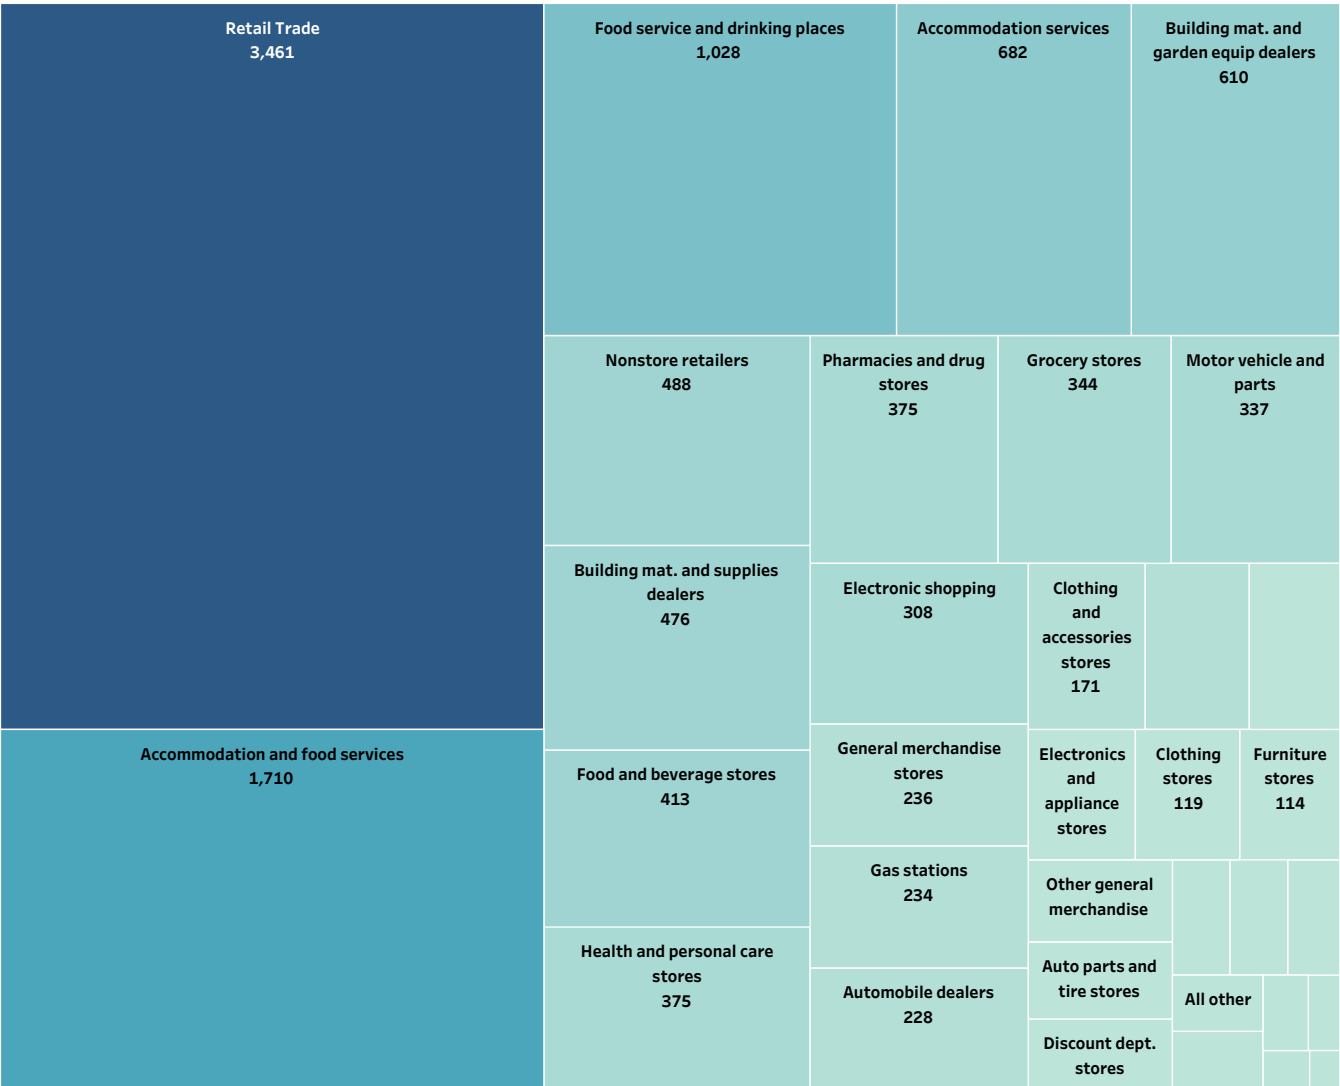 Retail Trade
3,461
Accommodation and food services
1,710
Food service and drinking places
1,028
Accommodation services
682
Building mat. and
garden equip dealers
610
Nonstore retailers
488
Building mat. and supplies
dealers
476
Food and beverage stores
413
Health and personal care
stores
375
Pharmacies and drug
stores
375
Grocery stores
344
Motor vehicle and
parts
337
Electronic shopping
308
General merchandise
stores
236
Gas stations
234
Automobile dealers
228
Clothing
and
accessories
stores
171
Electronics
and
appliance
stores
Clothing
stores
119
Furniture
stores
114
Other general
merchandise
Auto parts and
tire stores
Discount dept.
stores
All other